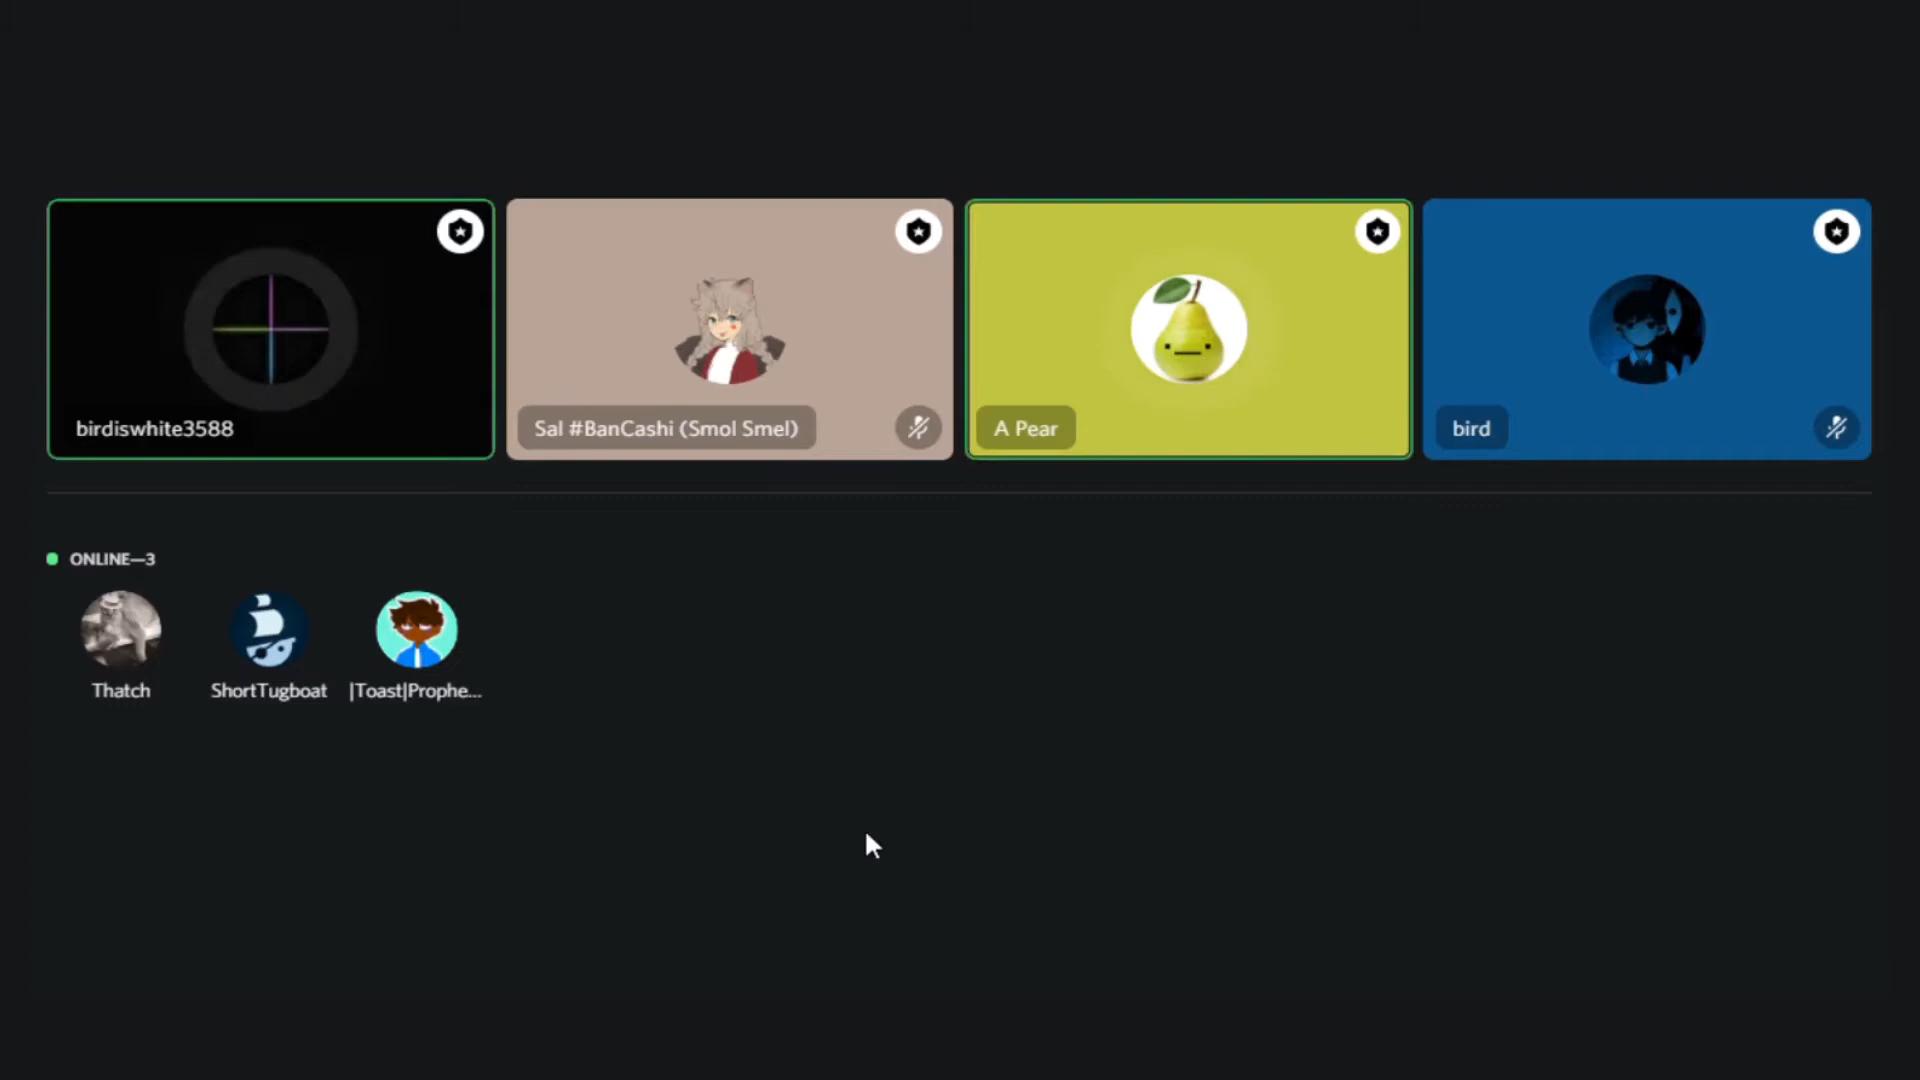 birdiswhite3588
Sal #BanCashi (Smol Smel)
A Pear
bird
ONLINE—3
Thatch
ShortTugboat
|Toast|Prophe...